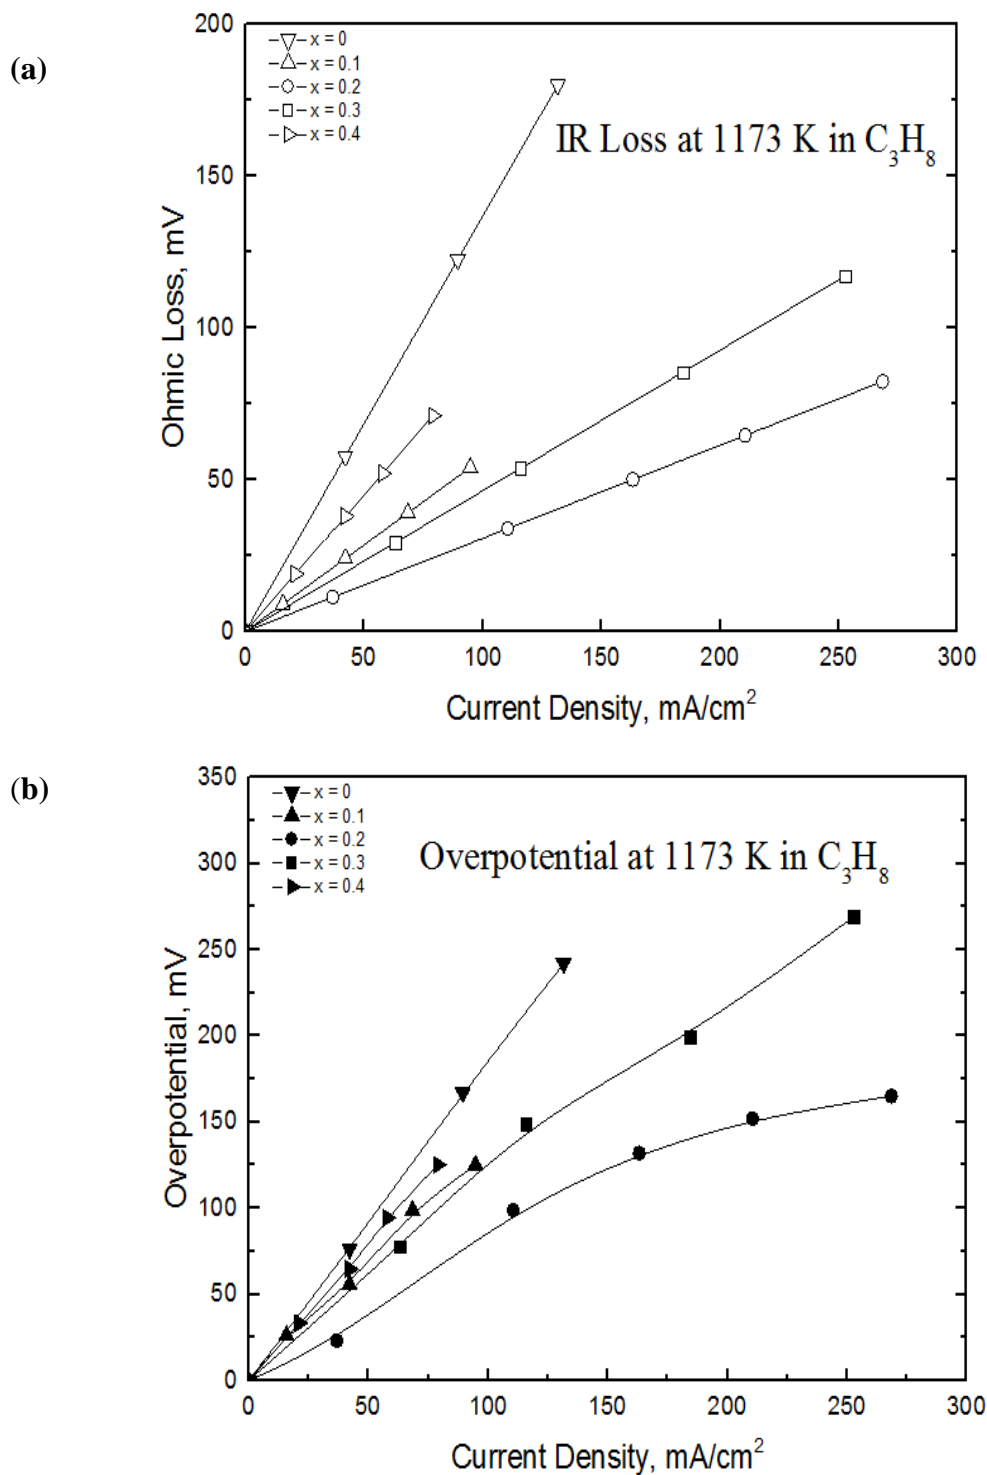 (a)
200
150
100
50
0
x = 0
x = 0.1
x = 0.2
x = 0.3
x = 0.4
IR Loss at 1173 K in C₃H₈
Ohmic Loss, mV
0 50 100 150 200 250 300
Current Density, mA/cm²
(b)
350
300
250
200
150
100
50
0
x = 0
x = 0.1
x = 0.2
x = 0.3
x = 0.4
Overpotential at 1173 K in C₃H₈
Overpotential, mV
0 50 100 150 200 250 300
Current Density, mA/cm²